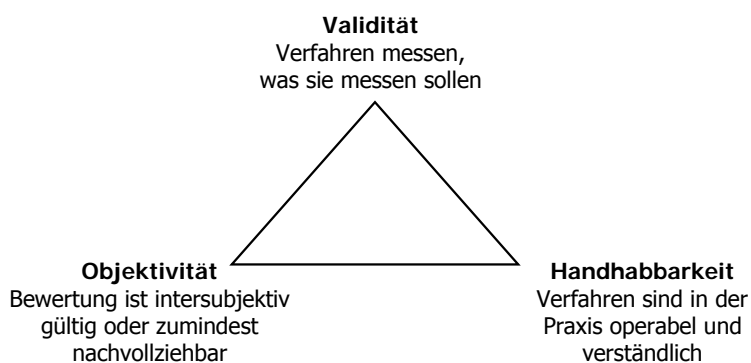 Validität
Verfahren messen,
was sie messen sollen
Objektivität
Bewertung ist intersubjektiv
gültig oder zumindest
nachvollziehbar
Handhabbarkeit
Verfahren sind in der
Praxis operabel und
verständlich